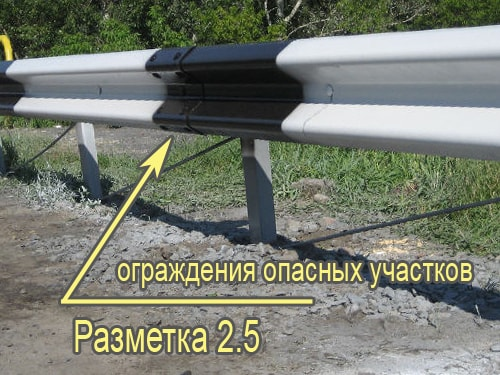 ограждения опасных участков
Разметка 2.5